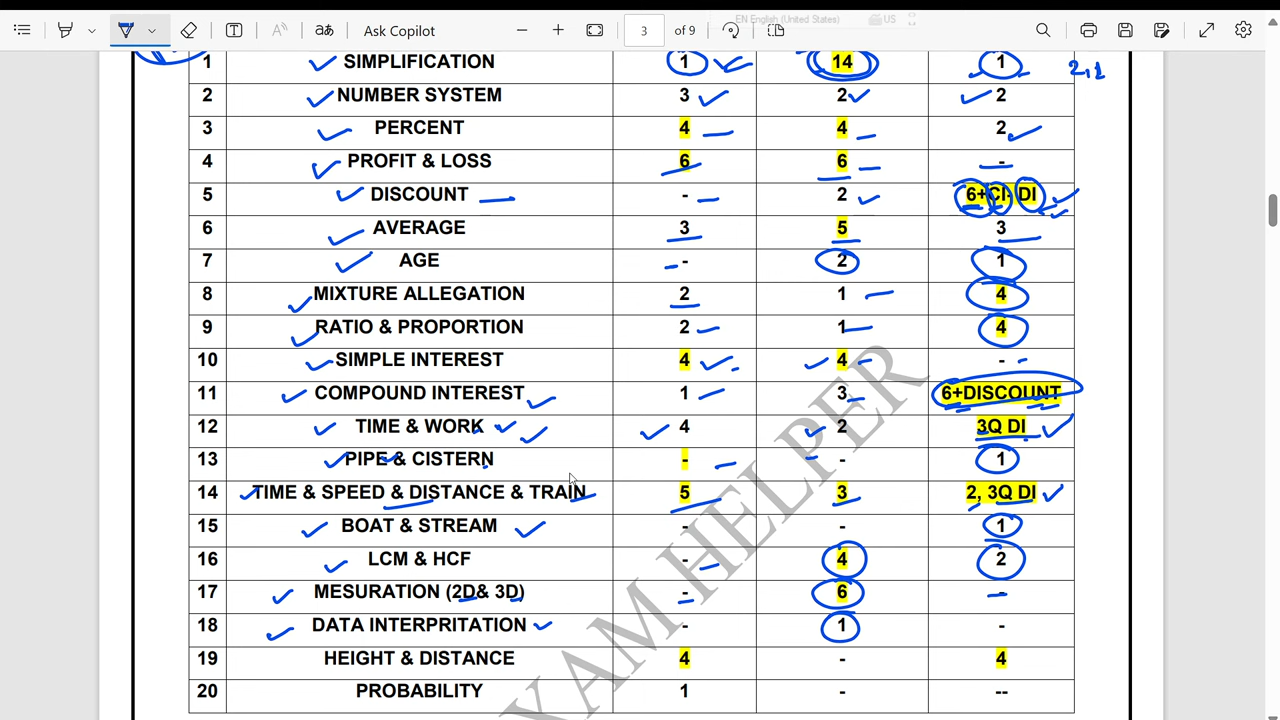 Ask Copilot
3 of 9
EN English (United States)
US
1 SIMPLIFICATION 1 14 1 2,1
2 NUMBER SYSTEM 3 2 2
3 PERCENT 4 4 2
4 PROFIT & LOSS 6 6 -
5 DISCOUNT - 2 6+CI- DI
6 AVERAGE 3 5 3
7 AGE - 2 1
8 MIXTURE ALLEGATION 2 1 4
9 RATIO & PROPORTION 2 1 4
10 SIMPLE INTEREST 4 4 -
11 COMPOUND INTEREST 1 3 6+DISCOUNT
12 TIME & WORK 4 2 3Q DI
13 PIPE & CISTERN - - 1
14 TIME & SPEED & DISTANCE & TRAIN 5 3 2, 3Q DI
15 BOAT & STREAM - - 1
16 LCM & HCF - 4 2
17 MESURATION (2D& 3D) - 6 -
18 DATA INTERPRITATION - 1 -
19 HEIGHT & DISTANCE 4 - 4
20 PROBABILITY 1 - --
XAM HELPER